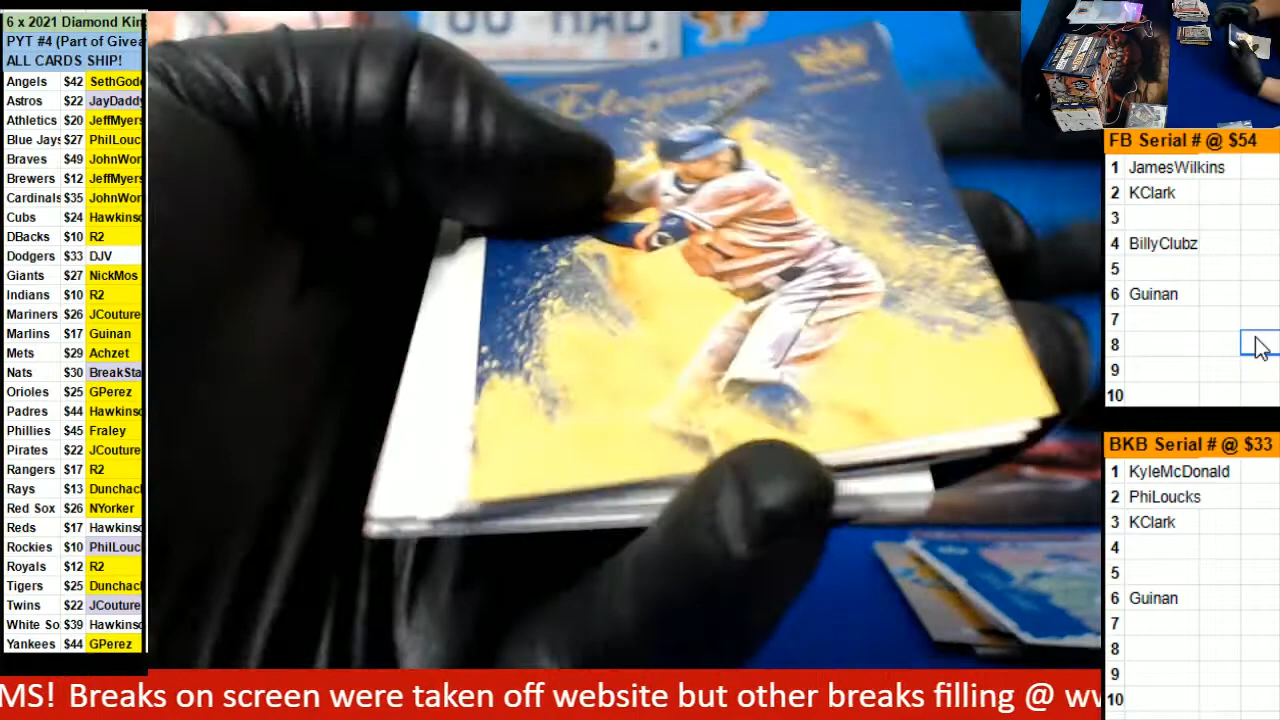 6 x 2021 Diamond Kin
PYT #4 (Part of Givea
ALL CARDS SHIP!
Angels $42 SethGod
Astros $22 JayDaddy
Athletics $20 JeffMyers
Blue Jays $27 PhilLouc
Braves $49 JohnWor
Brewers $12 JeffMyers
Cardinals $35 JohnWor
Cubs $24 Hawkins
DBacks $10 R2
Dodgers $33 DJV
Giants $27 NickMos
Indians $10 R2
Mariners $26 JCouture
Marlins $17 Guinan
Mets $29 Achzet
Nats $30 BreakSta
Orioles $25 GPerez
Padres $44 Hawkins
Phillies $45 Fraley
Pirates $22 JCouture
Rangers $17 R2
Rays $13 Dunchac
Red Sox $26 NYorker
Reds $17 Hawkins
Rockies $10 PhilLouc
Royals $12 R2
Tigers $25 Dunchac
Twins $22 JCouture
White So $39 Hawkins
Yankees $44 GPerez
HAD.
FB Serial # @ $54
1 JamesWilkins
2 KClark
3
4 BillyClubz
5
6 Guinan
7
8
9
10
BKB Serial # @ $33
1 KyleMcDonald
2 PhiLoucks
3 KClark
4
5
6 Guinan
7
8
9
10
MS! Breaks on screen were taken off website but other breaks filling @ wv